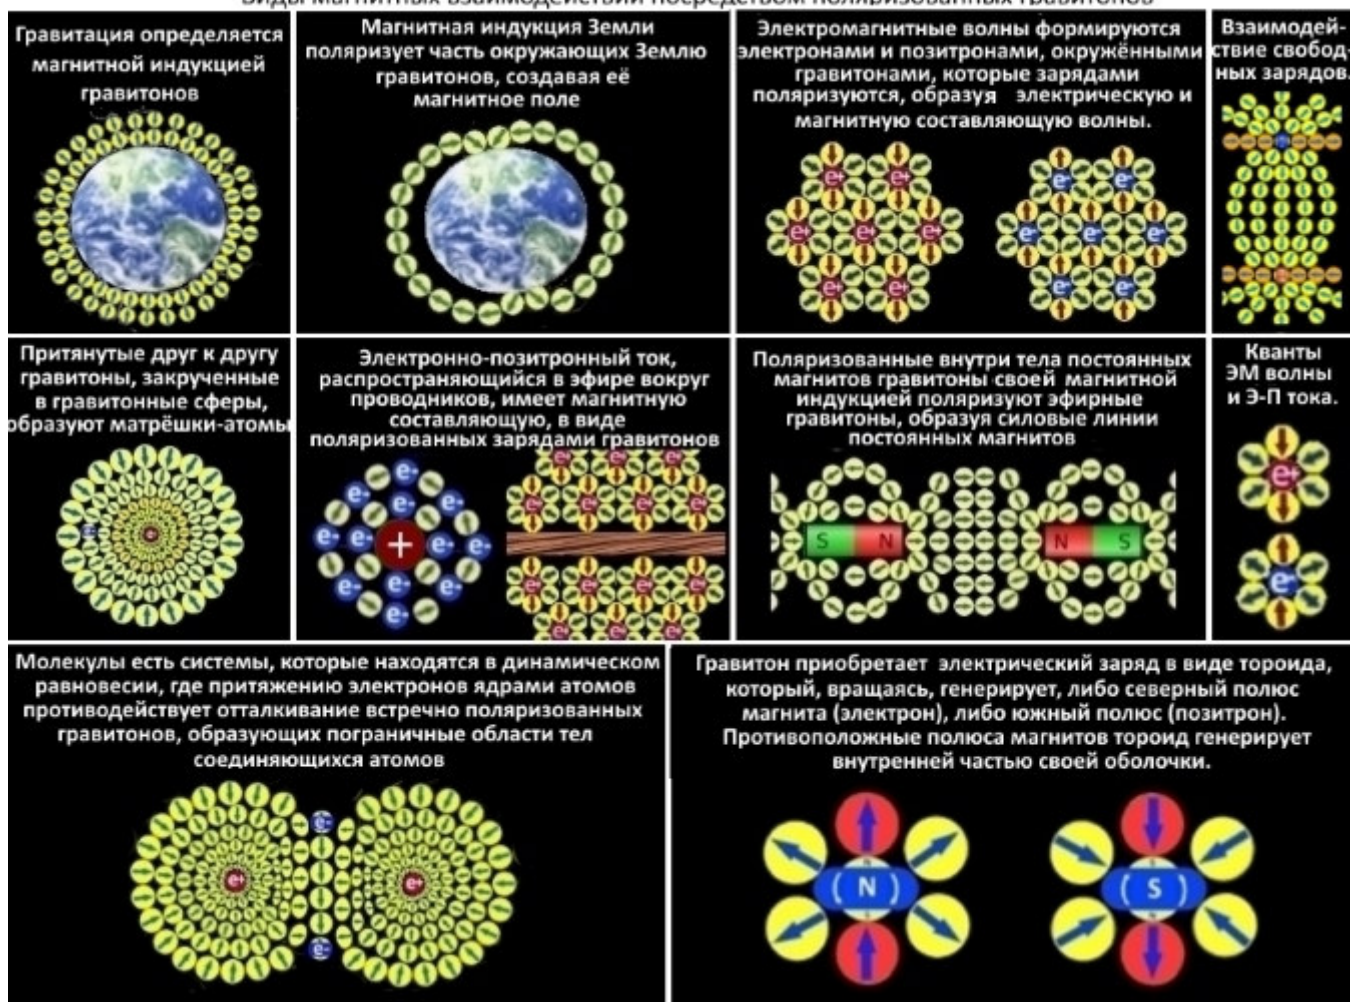 Виды магнитных взаимодействий посредством поляризованных гравитонов
Гравитация определяется
магнитной индукцией
гравитонов
Магнитная индукция Земли
поляризует часть окружающих Землю
гравитонов, создавая её
магнитное поле
Электромагнитные волны формируются
электронами и позитронами, окружёнными
гравитонами, которые зарядами
поляризуются, образуя электрическую и
магнитную составляющую волны.
Взаимодей-
ствие свобод-
ных зарядов.
e+ e+
e+ e+ e+
e+ e+
e- e-
e- e- e-
e- e-
Притянутые друг к другу
гравитоны, закрученные
в гравитонные сферы,
образуют матрёшки-атомы
Электронно-позитронный ток,
распространяющийся в эфире вокруг
проводников, имеет магнитную
составляющую, в виде
поляризованных зарядами гравитонов
+
Поляризованные внутри тела постоянных
магнитов гравитоны своей магнитной
индукцией поляризуют эфирные
гравитоны, образуя силовые линии
постоянных магнитов
S N N S
Кванты
ЭМ волны
и Э-П тока.
e+
e-
Молекулы есть системы, которые находятся в динамическом
равновесии, где притяжению электронов ядрами атомов
противодействует отталкивание встречно поляризованных
гравитонов, образующих пограничные области тел
соединяющихся атомов
e-
e+ e+
e-
Гравитон приобретает электрический заряд в виде тороида,
который, вращаясь, генерирует, либо северный полюс
магнита (электрон), либо южный полюс (позитрон).
Противоположные полюса магнитов тороид генерирует
внутренней частью своей оболочки.
( N ) ( S )